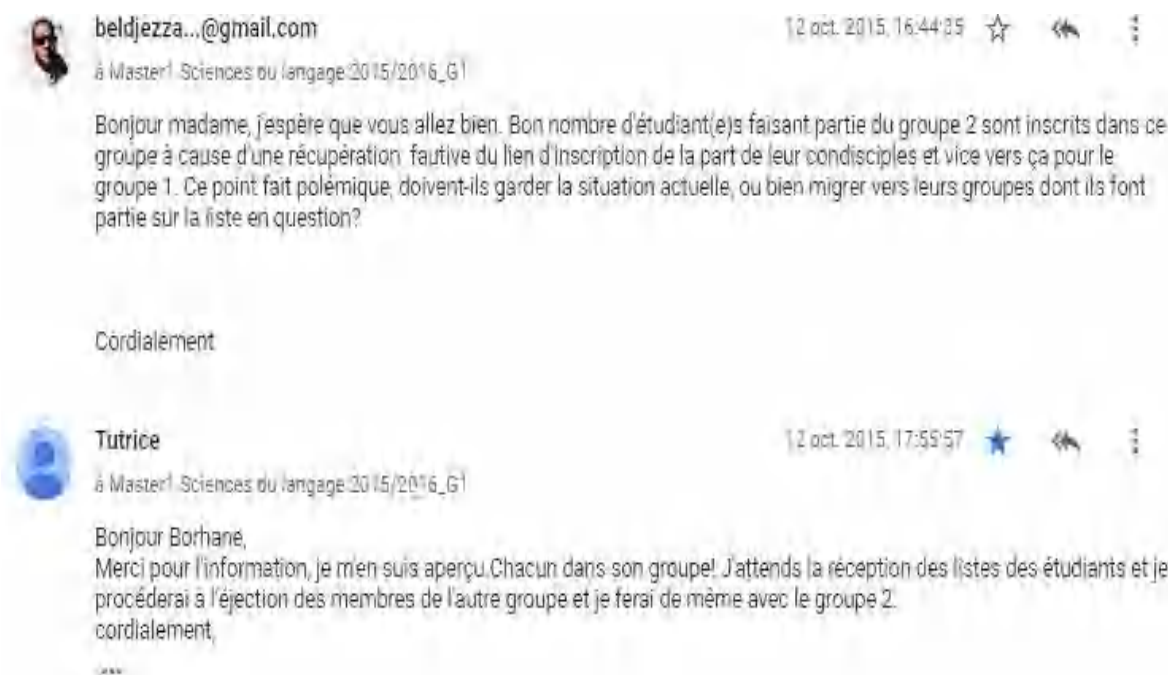 beldjezza...@gmail.com
12 oct. 2015, 16:44:35
à Master1 Sciences du langage 2015/2016_G1
Bonjour madame, j'espère que vous allez bien. Bon nombre d'étudiant(e)s faisant partie du groupe 2 sont inscrits dans ce
groupe à cause d'une récupération fautive du lien d'inscription de la part de leur condisciples et vice vers ça pour le
groupe 1. Ce point fait polémique, doivent-ils garder la situation actuelle, ou bien migrer vers leurs groupes dont ils font
partie sur la liste en question?
Cordialement
Tutrice
12 oct. 2015, 17:55:57
à Master1 Sciences du langage 2015/2016_G1
Bonjour Borhane,
Merci pour l'information, je m'en suis aperçu.Chacun dans son groupe! J'attends la réception des listes des étudiants et je
procéderai à l'éjection des membres de l'autre groupe et je ferai de même avec le groupe 2.
cordialement,